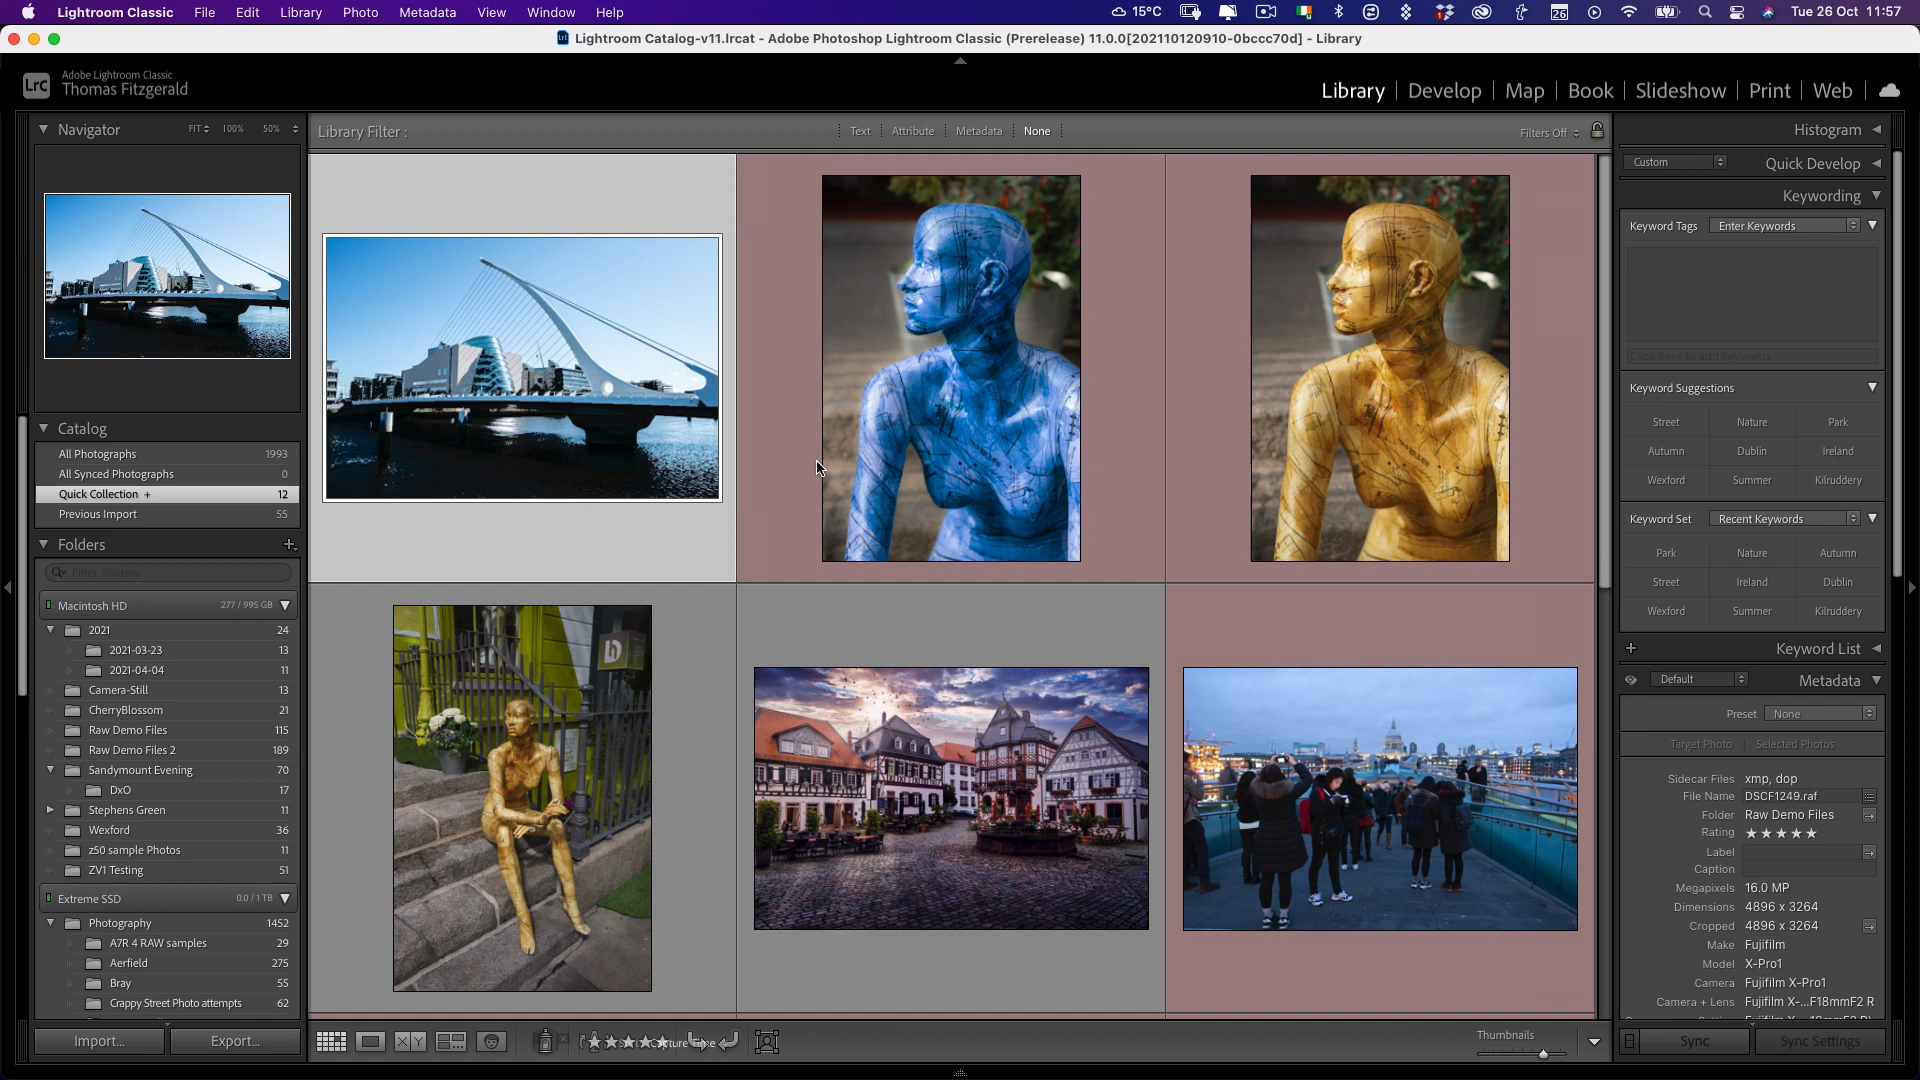 Lightroom Classic File Edit Library Photo Metadata View Window Help 15°C 26 Tue 26 Oct 11:57
Lightroom Catalog-v11.lrcat - Adobe Photoshop Lightroom Classic (Prerelease) 11.0.0[202110120910-0bccc70d] - Library
LrC Adobe Lightroom Classic
Thomas Fitzgerald
Library Develop Map Book Slideshow Print Web
Navigator FIT 100% 50%
Library Filter : Text Attribute Metadata None Filters Off
Histogram
Custom Quick Develop
Keywording
Keyword Tags Enter Keywords
Click here to add keywords
Keyword Suggestions
Street Nature Park
Autumn Dublin Ireland
Wexford Summer Kilruddery
Keyword Set Recent Keywords
Park Nature Autumn
Street Ireland Dublin
Wexford Summer Kilruddery
Keyword List
Default Metadata
Preset None
Target Photo Selected Photos
Sidecar Files xmp, dop
File Name DSCF1249.raf
Folder Raw Demo Files
Rating ★★★★★
Label
Caption
Megapixels 16.0 MP
Dimensions 4896 x 3264
Cropped 4896 x 3264
Make Fujifilm
Model X-Pro1
Camera Fujifilm X-Pro1
Camera + Lens Fujifilm X-...F18mmF2 R
Sync Sync Settings
Catalog
All Photographs 1993
All Synced Photographs 0
Quick Collection + 12
Previous Import 55
Folders
Filter Folders
Macintosh HD 277 / 995 GB
2021 24
2021-03-23 13
2021-04-04 11
Camera-Still 13
CherryBlossom 21
Raw Demo Files 115
Raw Demo Files 2 189
Sandymount Evening 70
DxO 17
Stephens Green 11
Wexford 36
z50 sample Photos 11
ZV1 Testing 51
Extreme SSD 0.0 / 1 TB
Photography 1452
A7R 4 RAW samples 29
Aerfield 275
Bray 55
Crappy Street Photo attempts 62
Import... Export...
Thumbnails